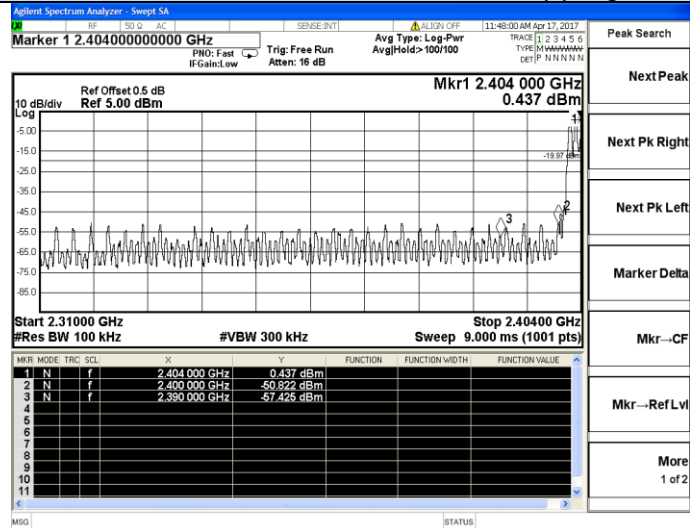 Agilent Spectrum Analyzer - Swept SA
RF 50 Ω AC SENSE:INT ALIGN OFF 11:48:00 AM Apr 17, 2017
Marker 1 2.404000000000 GHz
PNO: Fast
IFGain:Low
Trig: Free Run
Atten: 16 dB
Avg Type: Log-Pwr
Avg|Hold:>100/100
TRACE 1 2 3 4 5 6
TYPE M WWWWW
DET P N N N N N
Peak Search
Next Peak
Next Pk Right
Next Pk Left
Marker Delta
Mkr→CF
Mkr→Ref Lvl
More
1 of 2
Ref Offset 0.5 dB
10 dB/div Ref 5.00 dBm
Log
Mkr1 2.404 000 GHz
0.437 dBm
-5.00
-15.0
-25.0
-35.0
-45.0
-55.0
-65.0
-75.0
-85.0
1
-19.97 dBm
2
3
Start 2.31000 GHz Stop 2.40400 GHz
#Res BW 100 kHz #VBW 300 kHz Sweep 9.000 ms (1001 pts)
MKR MODE TRC SCL X Y FUNCTION FUNCTION WIDTH FUNCTION VALUE
1 N f 2.404 000 GHz 0.437 dBm
2 N f 2.400 000 GHz -50.822 dBm
3 N f 2.390 000 GHz -57.425 dBm
4
5
6
7
8
9
10
11
MSG STATUS